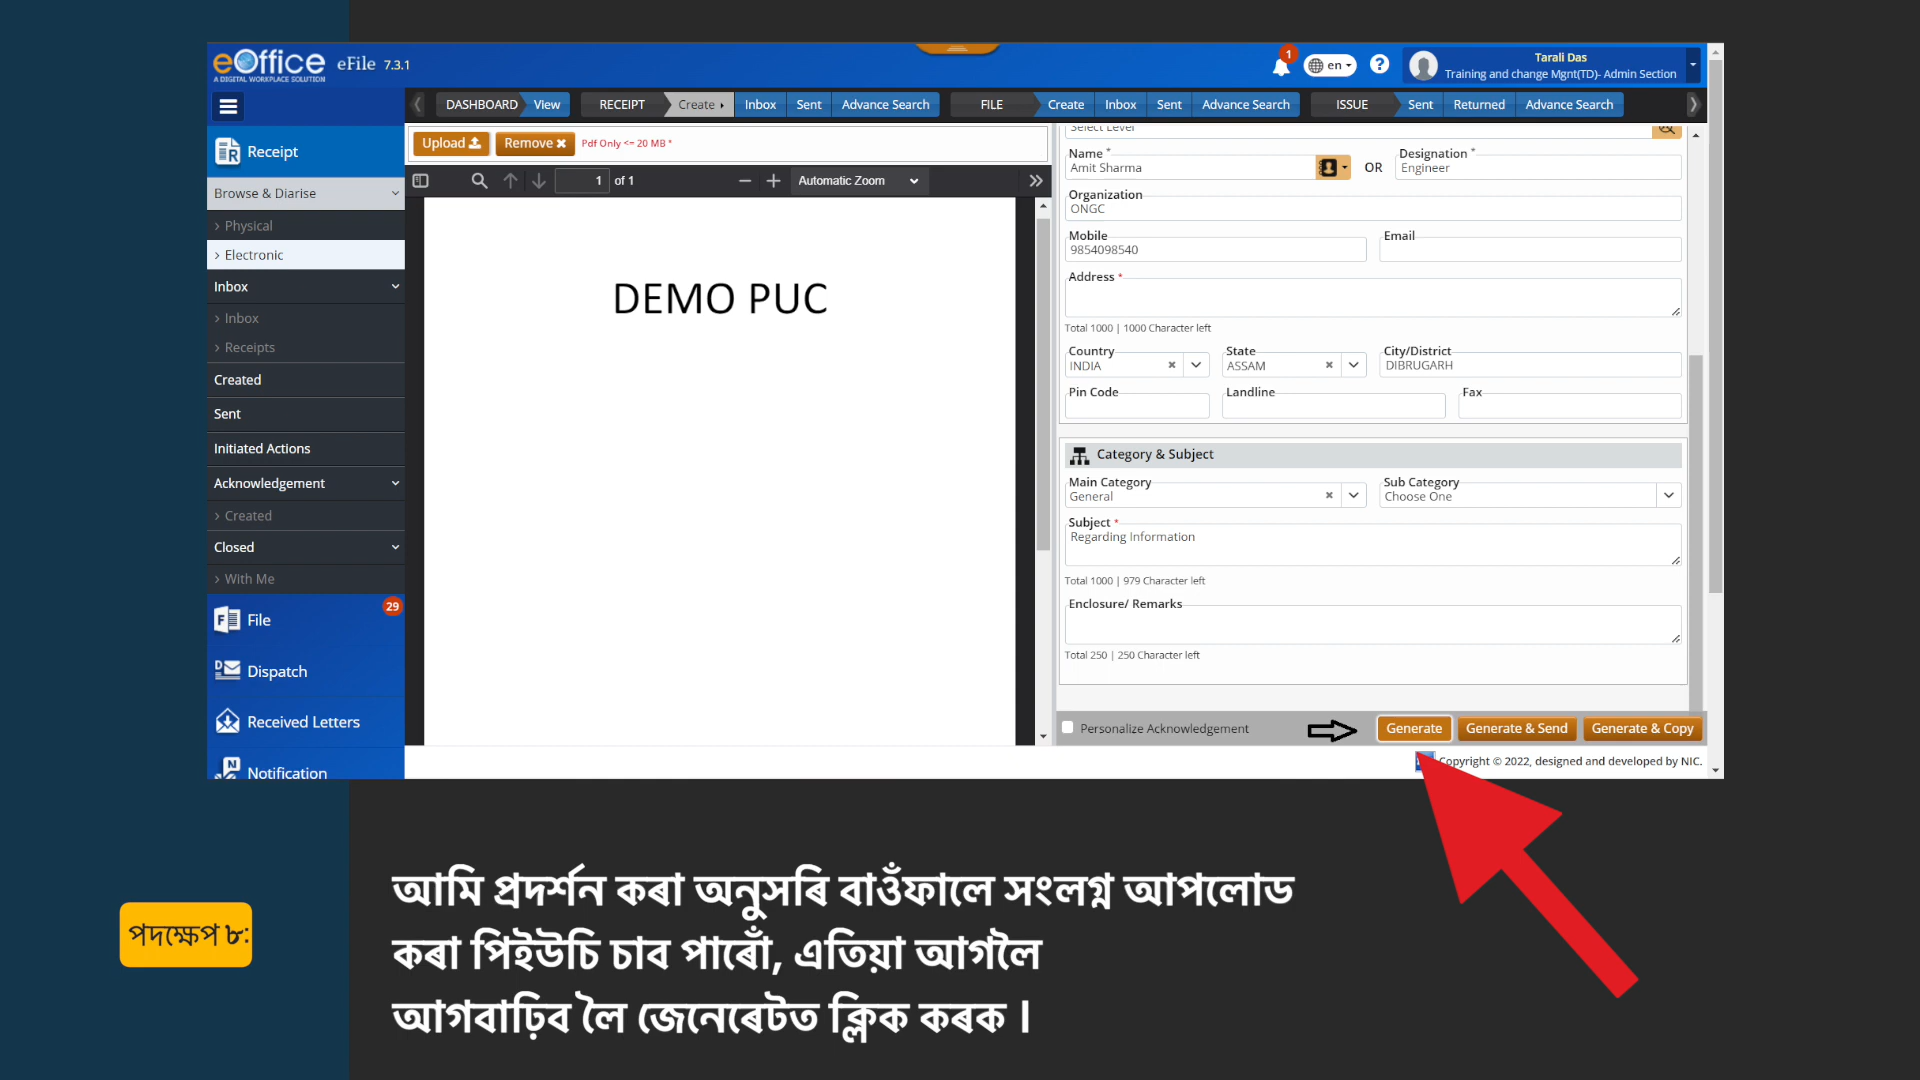 eOffice
A DIGITAL WORKPLACE SOLUTION
eFile 7.3.1
1
en
?
Tarali Das
Training and change Mgnt(TD)- Admin Section
DASHBOARD View RECEIPT Create Inbox Sent Advance Search FILE Create Inbox Sent Advance Search ISSUE Sent Returned Advance Search
Receipt
Browse & Diarise
Physical
Electronic
Inbox
Inbox
Receipts
Created
Sent
Initiated Actions
Acknowledgement
Created
Closed
With Me
File 29
Dispatch
Received Letters
Notification
Upload Remove Pdf Only <= 20 MB *
1 of 1 Automatic Zoom
DEMO PUC
Select Level
Name * Designation *
Amit Sharma OR Engineer
Organization
ONGC
Mobile Email
9854098540
Address *
Total 1000 | 1000 Character left
Country State City/District
INDIA ASSAM DIBRUGARH
Pin Code Landline Fax
Category & Subject
Main Category Sub Category
General Choose One
Subject *
Regarding Information
Total 1000 | 979 Character left
Enclosure/ Remarks
Total 250 | 250 Character left
Personalize Acknowledgement Generate Generate & Send Generate & Copy
Copyright © 2022, designed and developed by NIC.
পদক্ষেপ ৮:
আমি প্ৰদৰ্শন কৰা অনুসৰি বাওঁফালে সংলগ্ন আপলোড
কৰা পিইউচি চাব পাৰোঁ, এতিয়া আগলৈ
আগবাঢ়িব লৈ জেনেৰেটত ক্লিক কৰক ।